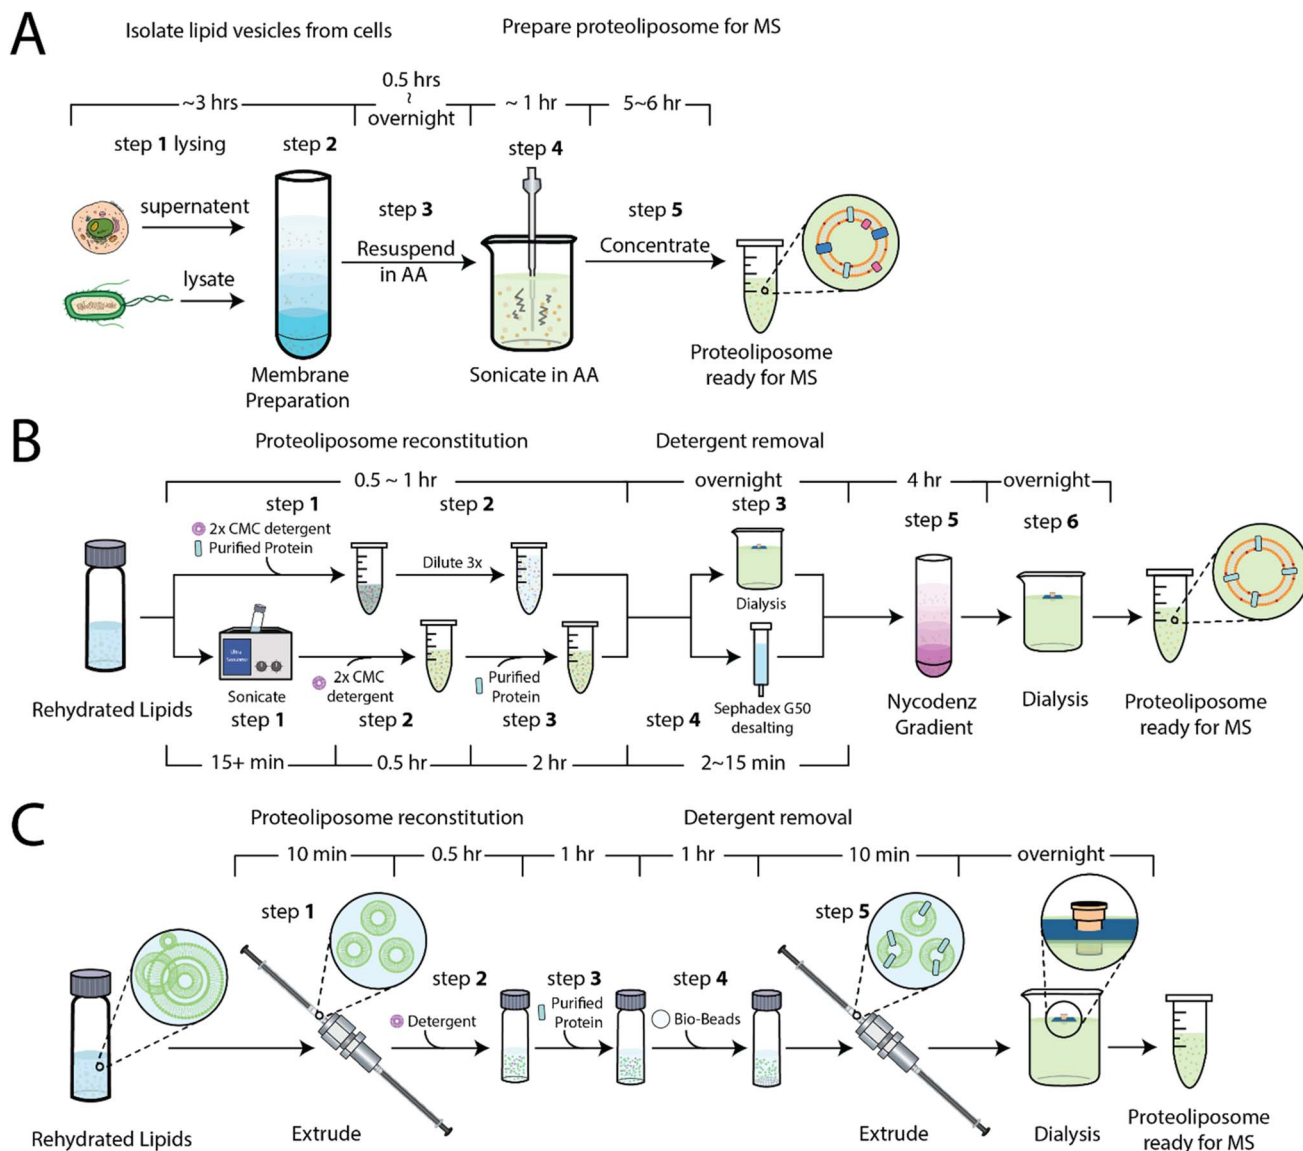 A
Isolate lipid vesicles from cells
Prepare proteoliposome for MS
~3 hrs
0.5 hrs
~
overnight
~ 1 hr
5~6 hr
step 1 lysing
step 2
step 3
step 4
step 5
supernatent
lysate
Resuspend
in AA
Concentrate
Membrane
Preparation
Sonicate in AA
Proteoliposome
ready for MS
B
Proteoliposome reconstitution
Detergent removal
0.5 ~ 1 hr
overnight
4 hr
overnight
step 1
step 2
step 3
step 5
step 6
2x CMC detergent
Purified Protein
Dilute 3x
Dialysis
Rehydrated Lipids
Sonicate
2x CMC
detergent
Purified
Protein
Sephadex G50
desalting
step 1
step 2
step 3
step 4
Nycodenz
Gradient
Dialysis
Proteoliposome
ready for MS
15+ min
0.5 hr
2 hr
2~15 min
C
Proteoliposome reconstitution
Detergent removal
10 min
0.5 hr
1 hr
1 hr
10 min
overnight
step 1
step 2
step 3
step 4
step 5
Detergent
Purified
Protein
Bio-Beads
Rehydrated Lipids
Extrude
Extrude
Dialysis
Proteoliposome
ready for MS